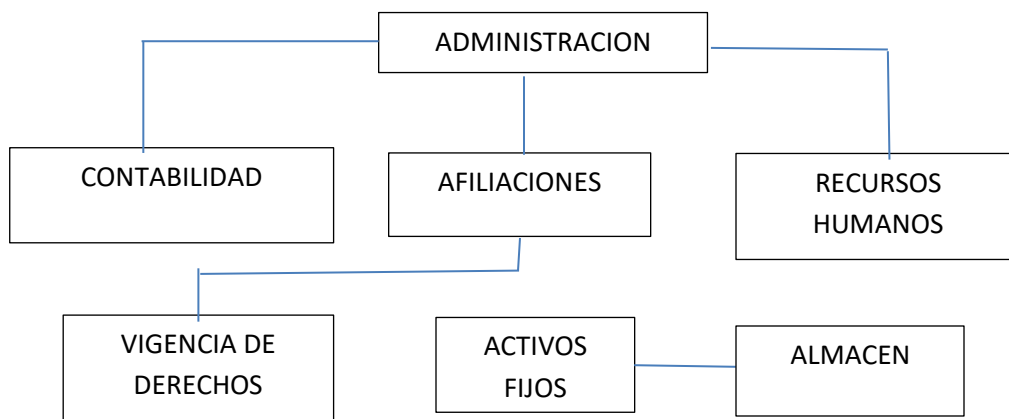 ADMINISTRACION
CONTABILIDAD
AFILIACIONES
RECURSOS
HUMANOS
VIGENCIA DE
DERECHOS
ACTIVOS
FIJOS
ALMACEN